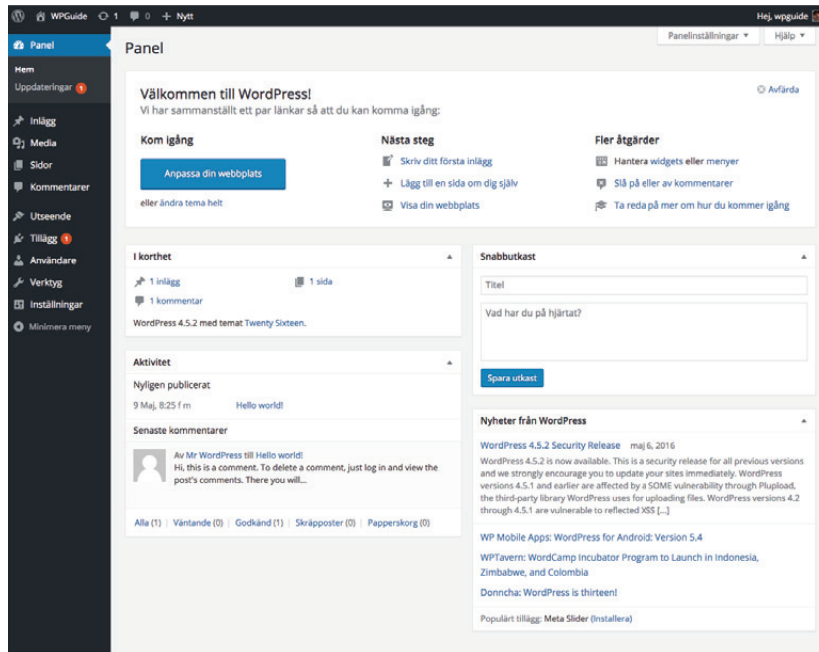 WPGuide 1 0 + Nytt
Hej, wpguide
Panel
Hem
Uppdateringar 1
Inlägg
Media
Sidor
Kommentarer
Utseende
Tillägg 1
Användare
Verktyg
Inställningar
Minimera meny
Panelinställningar Hjälp
Panel
Välkommen till WordPress!
Avfärda
Vi har sammanställt ett par länkar så att du kan komma igång:
Kom igång
Anpassa din webbplats
eller ändra tema helt
Nästa steg
Skriv ditt första inlägg
Lägg till en sida om dig själv
Visa din webbplats
Fler åtgärder
Hantera widgets eller menyer
Slå på eller av kommentarer
Ta reda på mer om hur du kommer igång
I korthet
1 inlägg 1 sida
1 kommentar
WordPress 4.5.2 med temat Twenty Sixteen.
Aktivitet
Nyligen publicerat
9 Maj, 8:25 f m Hello world!
Senaste kommentarer
Av Mr WordPress till Hello world!
Hi, this is a comment. To delete a comment, just log in and view the
post's comments. There you will...
Alla (1) | Väntande (0) | Godkänd (1) | Skräpposter (0) | Papperskorg (0)
Snabbutkast
Titel
Vad har du på hjärtat?
Spara utkast
Nyheter från WordPress
WordPress 4.5.2 Security Release maj 6, 2016
WordPress 4.5.2 is now available. This is a security release for all previous versions
and we strongly encourage you to update your sites immediately. WordPress
versions 4.5.1 and earlier are affected by a SOME vulnerability through Plupload,
the third-party library WordPress uses for uploading files. WordPress versions 4.2
through 4.5.1 are vulnerable to reflected XSS […]
WP Mobile Apps: WordPress for Android: Version 5.4
WPTavern: WordCamp Incubator Program to Launch in Indonesia,
Zimbabwe, and Colombia
Donncha: WordPress is thirteen!
Populärt tillägg: Meta Slider (Installera)